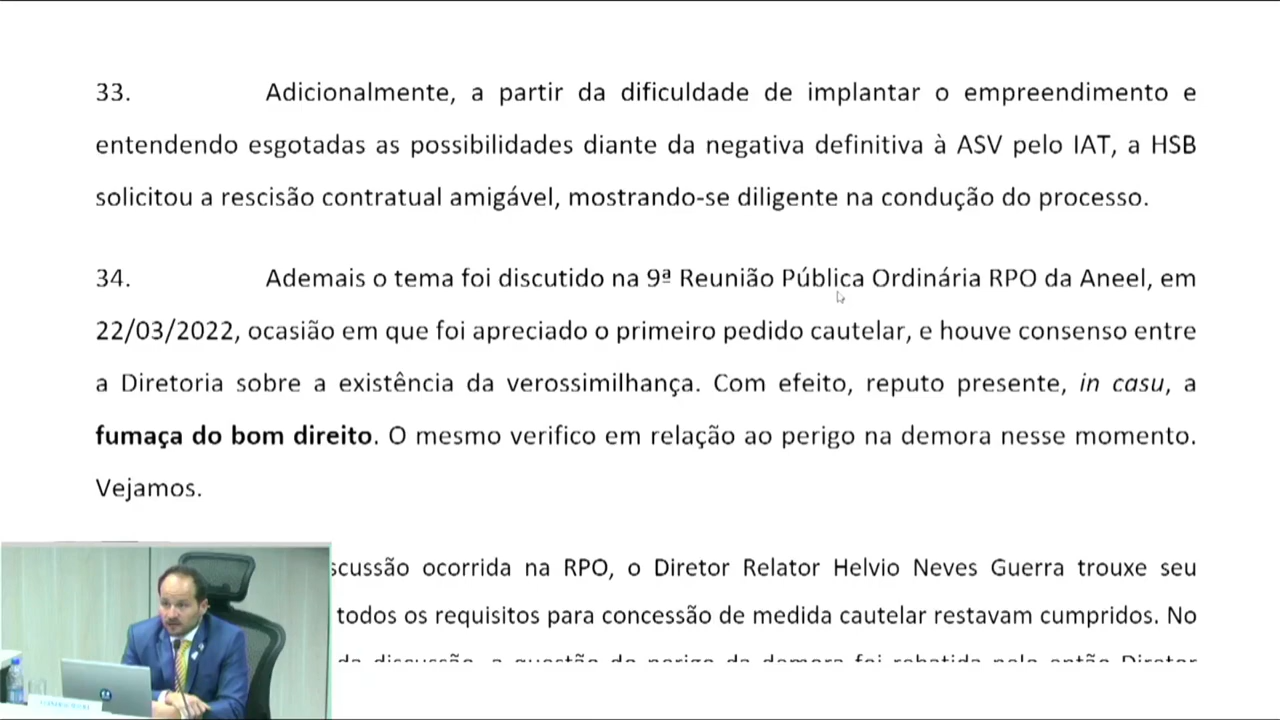 33. Adicionalmente, a partir da dificuldade de implantar o empreendimento e
entendendo esgotadas as possibilidades diante da negativa definitiva à ASV pelo IAT, a HSB
solicitou a rescisão contratual amigável, mostrando-se diligente na condução do processo.
34. Ademais o tema foi discutido na 9ª Reunião Pública Ordinária RPO da Aneel, em
22/03/2022, ocasião em que foi apreciado o primeiro pedido cautelar, e houve consenso entre
a Diretoria sobre a existência da verossimilhança. Com efeito, reputo presente, in casu, a
fumaça do bom direito. O mesmo verifico em relação ao perigo na demora nesse momento.
Vejamos.
ocorrida na RPO, o Diretor Relator Helvio Neves Guerra trouxe seu
todos os requisitos para concessão de medida cautelar restavam cumpridos. No